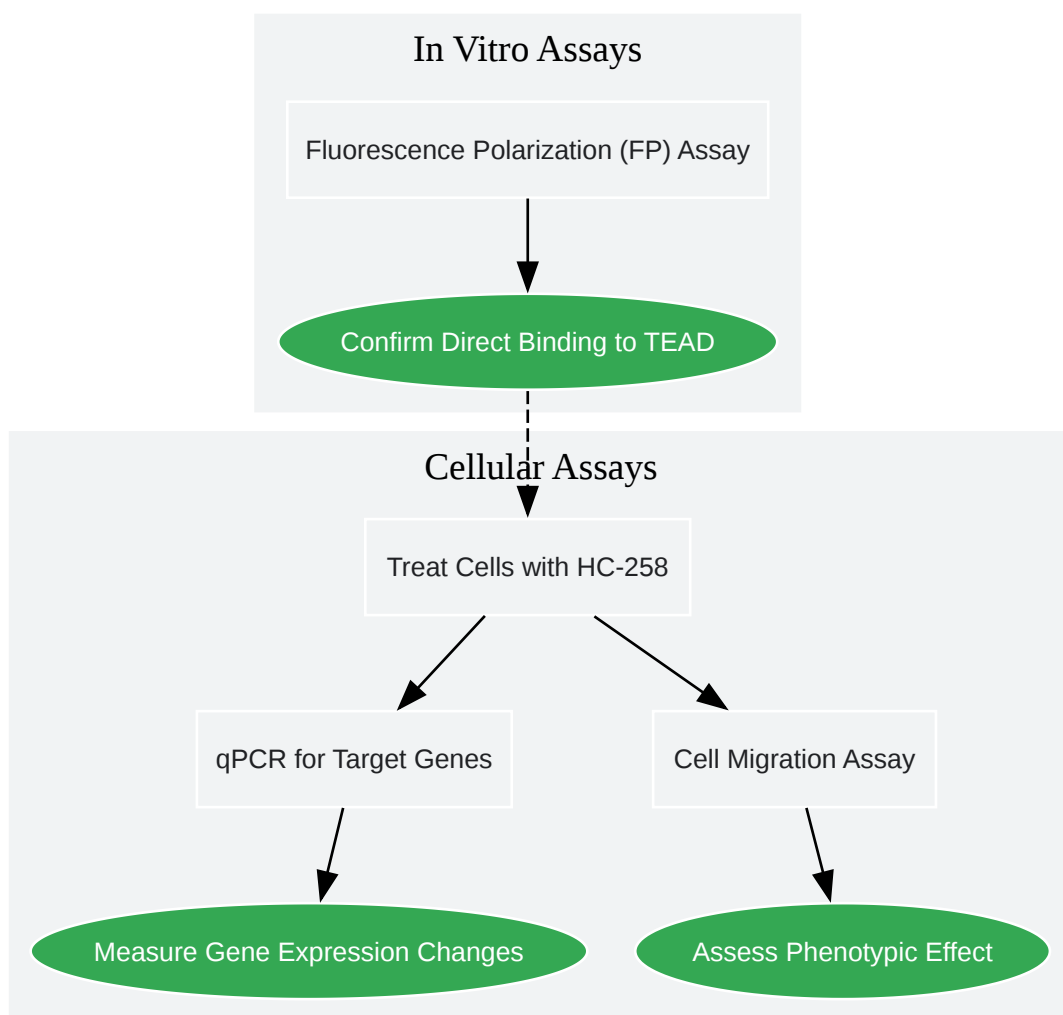 In Vitro Assays
Fluorescence Polarization (FP) Assay
Confirm Direct Binding to TEAD
Cellular Assays
Treat Cells with HC-258
qPCR for Target Genes
Cell Migration Assay
Measure Gene Expression Changes
Assess Phenotypic Effect